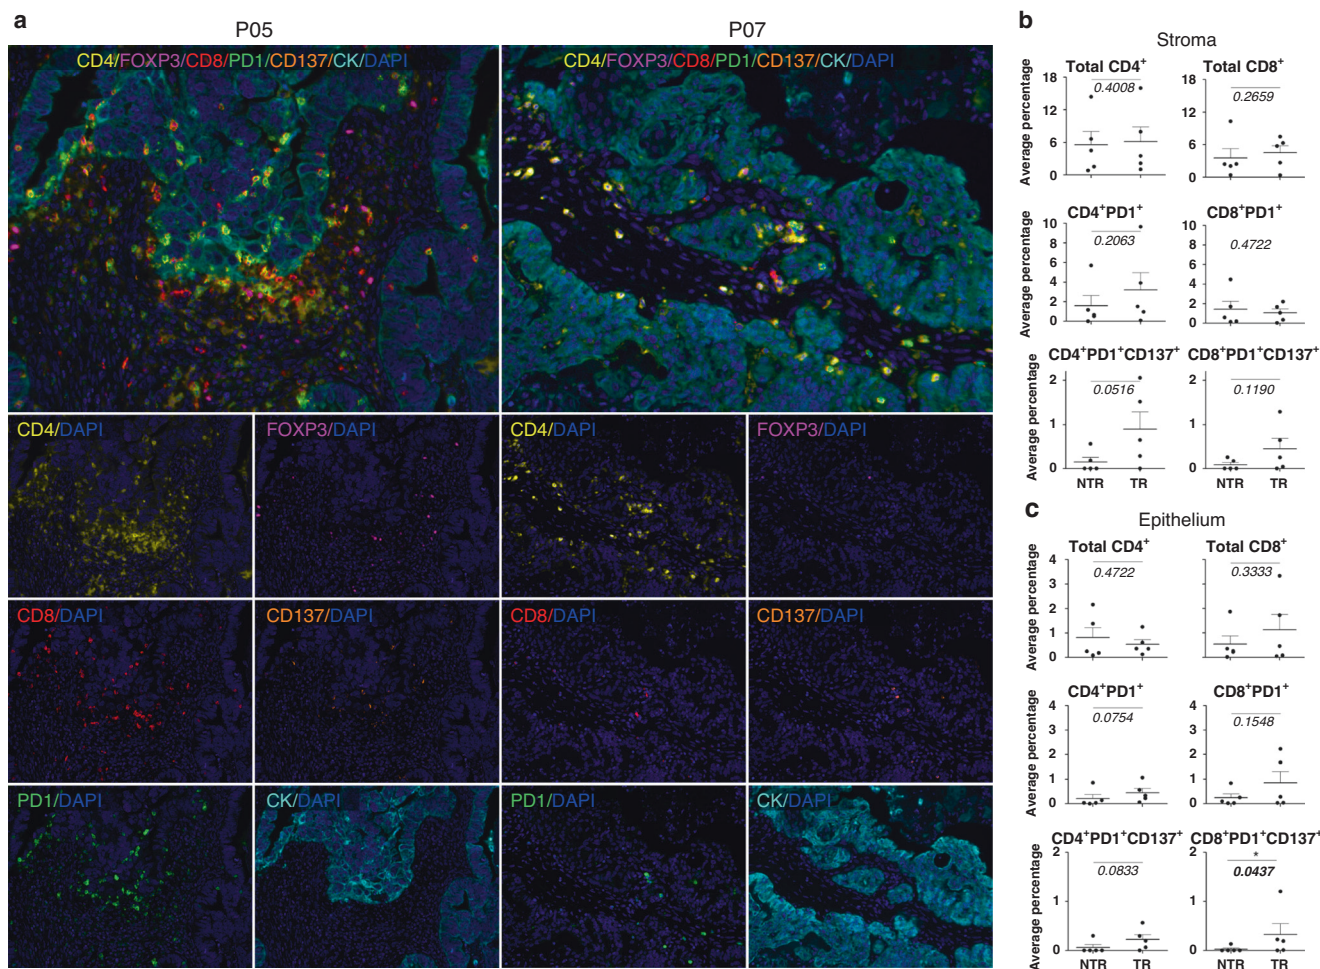 a
P05
P07
CD4/FOXP3/CD8/PD1/CD137/CK/DAPI
CD4/FOXP3/CD8/PD1/CD137/CK/DAPI
CD4/DAPI
FOXP3/DAPI
CD4/DAPI
FOXP3/DAPI
CD8/DAPI
CD137/DAPI
CD8/DAPI
CD137/DAPI
PD1/DAPI
CK/DAPI
PD1/DAPI
CK/DAPI
b
Stroma
Total CD4⁺
Total CD8⁺
Average percentage
18
12
6
0
0.4008
18
12
6
0
0.2659
CD4⁺PD1⁺
CD8⁺PD1⁺
Average percentage
10
8
6
4
2
0
0.2063
10
8
6
4
2
0
0.4722
CD4⁺PD1⁺CD137⁺
CD8⁺PD1⁺CD137⁺
Average percentage
2
1
0
0.0516
2
1
0
0.1190
NTR TR
NTR TR
c
Epithelium
Total CD4⁺
Total CD8⁺
Average percentage
4
3
2
1
0
0.4722
4
3
2
1
0
0.3333
CD4⁺PD1⁺
CD8⁺PD1⁺
Average percentage
4
3
2
1
0
0.0754
4
3
2
1
0
0.1548
CD4⁺PD1⁺CD137⁺
CD8⁺PD1⁺CD137⁺
Average percentage
2
1
0
0.0833
2
1
0
*
0.0437
NTR TR
NTR TR